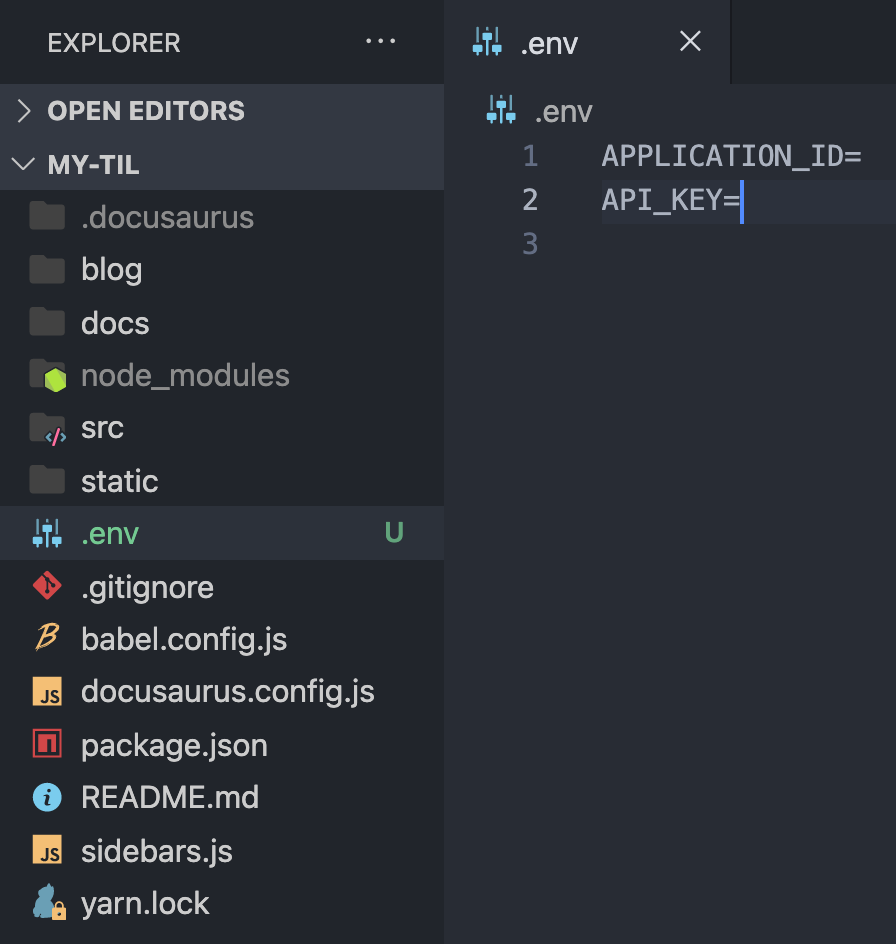 EXPLORER
OPEN EDITORS
MY-TIL
.docusaurus
blog
docs
node_modules
src
static
.env U
.gitignore
babel.config.js
JS docusaurus.config.js
package.json
README.md
JS sidebars.js
yarn.lock
.env
.env
1 APPLICATION_ID=
2 API_KEY=
3